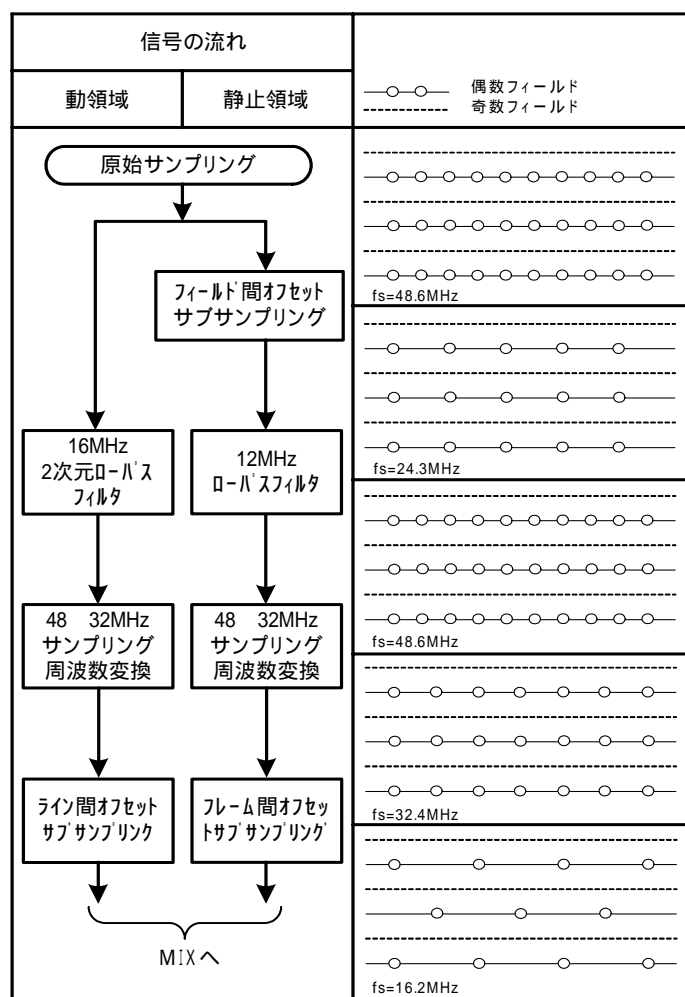 信号の流れ
動領域
静止領域
偶数フィールド
奇数フィールド
原始サンプリング
フィールド間オフセット
サブサンプリング
fs=48.6MHz
16MHz
2次元ローパス
フィルタ
12MHz
ローパスフィルタ
fs=24.3MHz
48 32MHz
サンプリング
周波数変換
48 32MHz
サンプリング
周波数変換
fs=48.6MHz
fs=32.4MHz
ライン間オフセット
サブサンプリンク
フレーム間オフセッ
トサブサンプリング
MIXへ
fs=16.2MHz